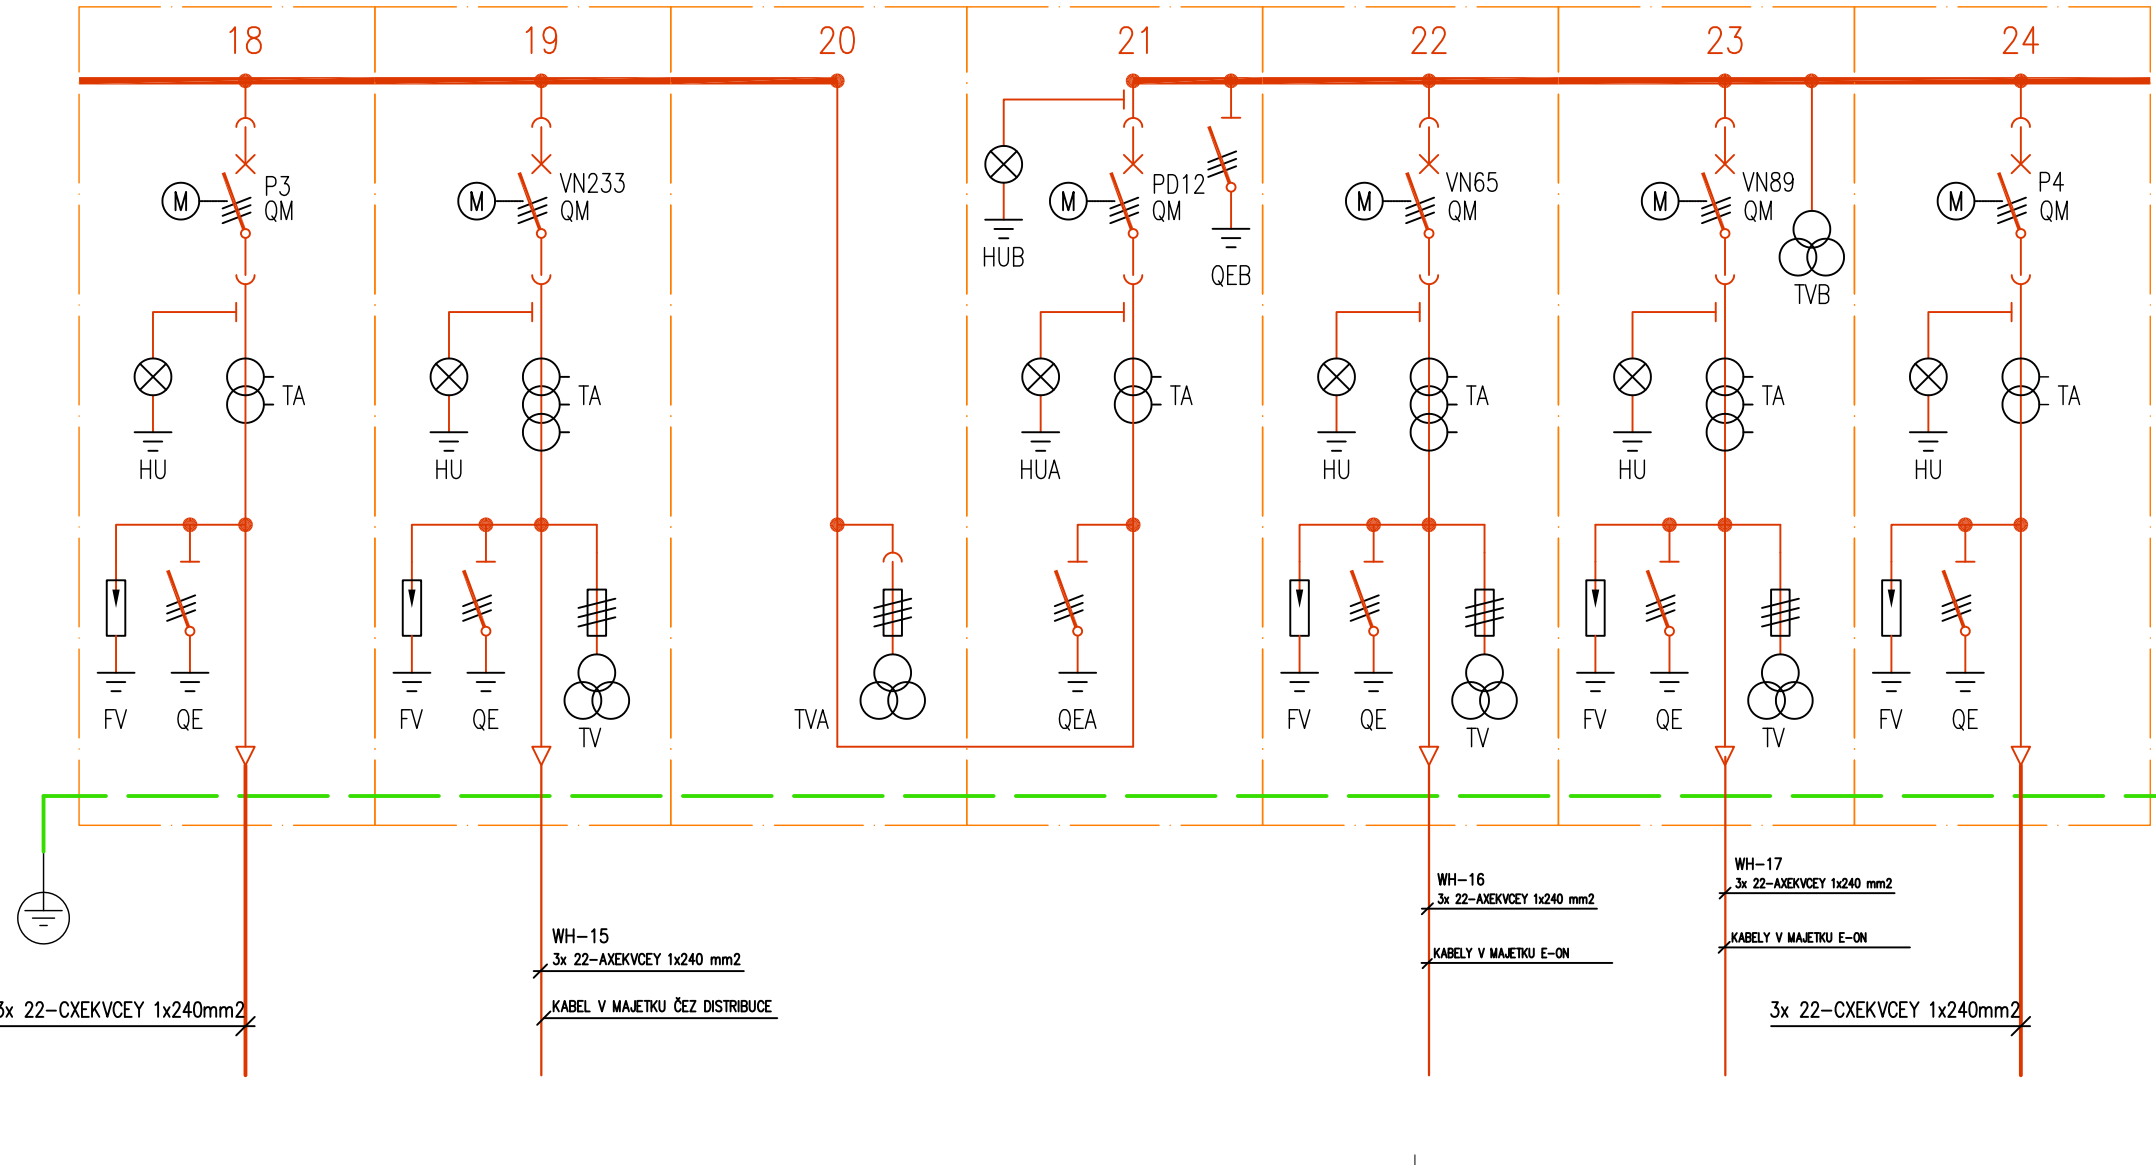 18
19
20
21
22
23
24
P3
QM
M
VN233
QM
M
PD12
QM
M
VN65
QM
M
VN89
QM
M
P4
QM
M
HUB
QEB
TVB
TA
TA
TA
TA
TA
TA
HU
HU
HUA
HU
HU
HU
FV
QE
FV
QE
TV
TVA
QEA
FV
QE
TV
FV
QE
TV
FV
QE
WH-17
3x 22-AXEKVCEY 1x240 mm2
WH-16
3x 22-AXEKVCEY 1x240 mm2
WH-15
3x 22-AXEKVCEY 1x240 mm2
KABELY V MAJETKU E-ON
KABELY V MAJETKU E-ON
KABEL V MAJETKU ČEZ DISTRIBUCE
3x 22-CXEKVCEY 1x240mm2
3x 22-CXEKVCEY 1x240mm2